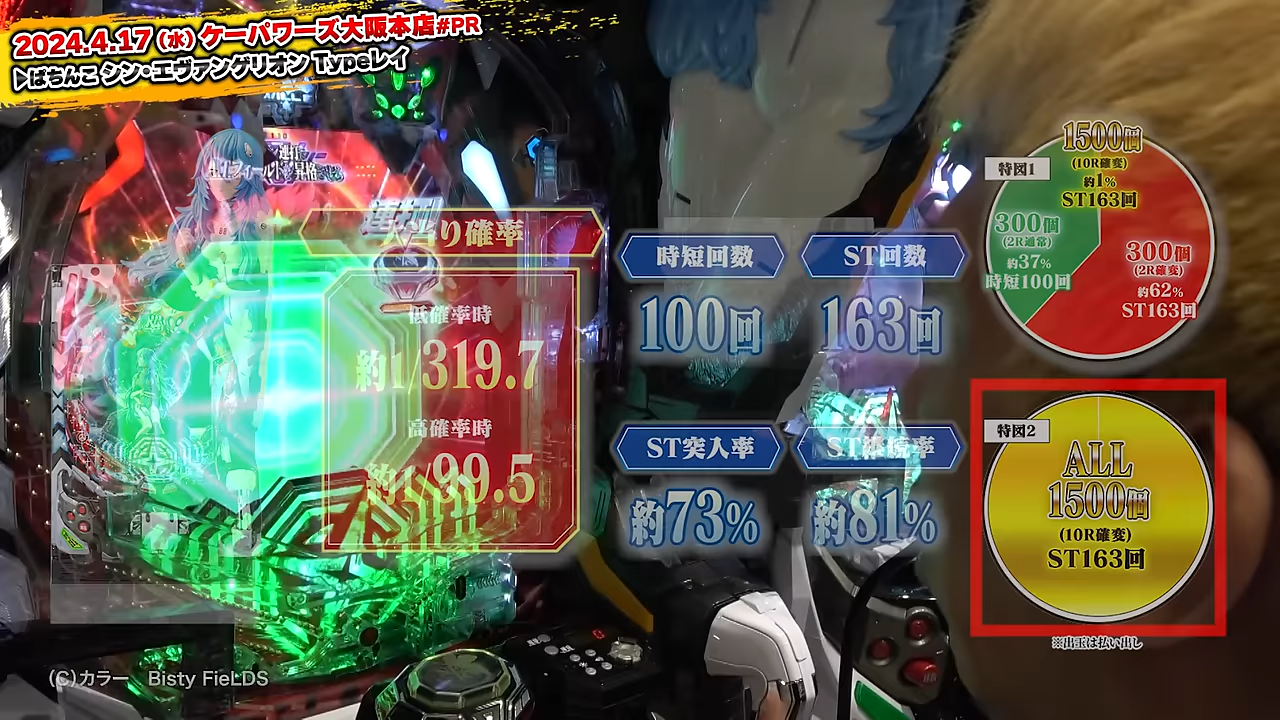 2024.4.17(水) ケーパワーズ大阪本店#PR
▶ぱちんこ シン・エヴァンゲリオン Typeレイ
大当り確率
低確率時
約1/319.7
高確率時
約1/99.5
時短回数
100回
ST回数
163回
ST突入率
約73%
ST継続率
約81%
特図1
1500個
(10R確変)
約1%
ST163回
300個
(2R通常)
約37%
時短100回
300個
(2R確変)
約62%
ST163回
特図2
ALL
1500個
(10R確変)
ST163回
※出玉は払い出し
(C)カラー Bisty FieLDS